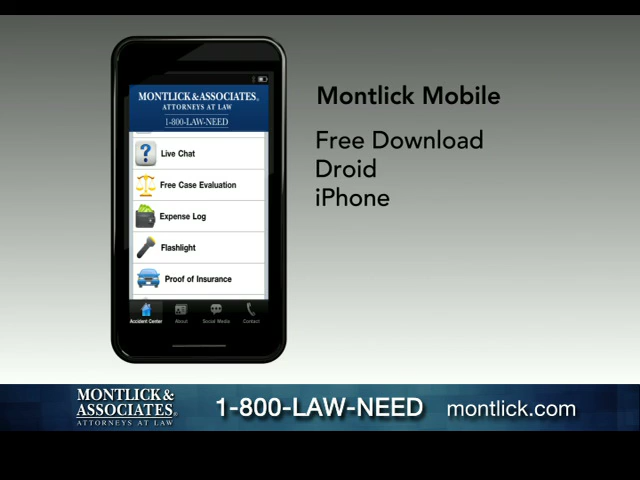 MONTLICK & ASSOCIATES®
ATTORNEYS AT LAW
1-800-LAW-NEED
Live Chat
Free Case Evaluation
Expense Log
Flashlight
Proof of Insurance
Accident Center About Social Media Contact
Montlick Mobile
Free Download
Droid
iPhone
MONTLICK &
ASSOCIATES®
ATTORNEYS AT LAW
1-800-LAW-NEED montlick.com